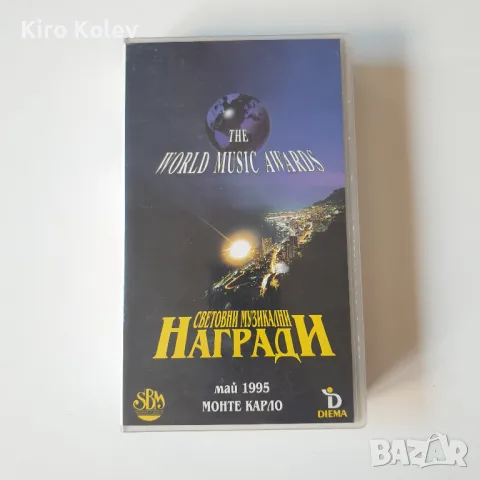 Kiro Kolev
THE
WORLD MUSIC AWARDS
СВЕТОВНИ МУЗИКАЛНИ
НАГРАДИ
май 1995
МОНТЕ КАРЛО
SBM
DIEMA
BAZAR